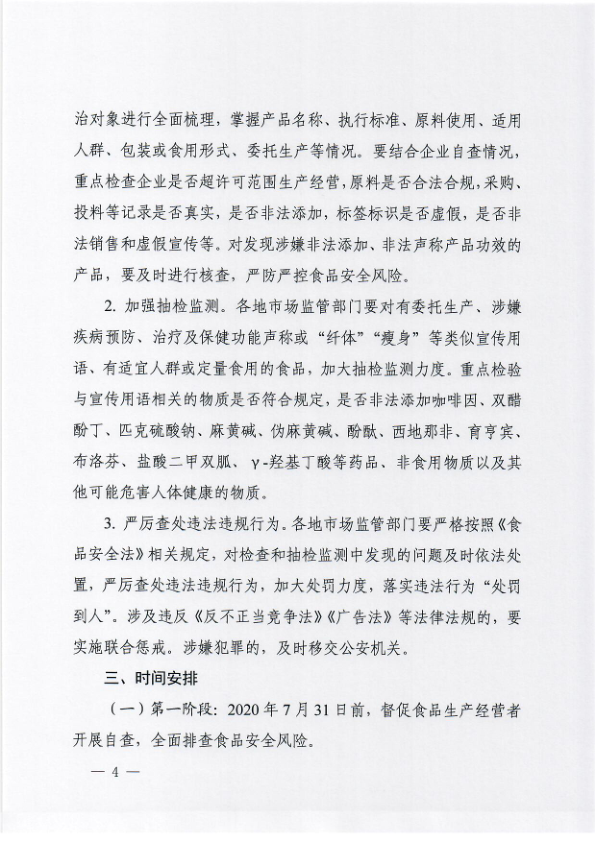 治对象进行全面梳理，掌握产品名称、执行标准、原料使用、适用
人群、包装或食用形式、委托生产等情况。要结合企业自查情况，
重点检查企业是否超许可范围生产经营，原料是否合法合规，采购、
投料等记录是否真实，是否非法添加，标签标识是否虚假，是否非
法销售和虚假宣传等。对发现涉嫌非法添加、非法声称产品功效的
产品，要及时进行核查，严防严控食品安全风险。
2. 加强抽检监测。各地市场监管部门要对有委托生产、涉嫌
疾病预防、治疗及保健功能声称或“纤体”“瘦身”等类似宣传用
语、有适宜人群或定量食用的食品，加大抽检监测力度。重点检验
与宣传用语相关的物质是否符合规定，是否非法添加咖啡因、双醋
酚丁、匹克硫酸钠、麻黄碱、伪麻黄碱、酚酞、西地那非、育亨宾、
布洛芬、盐酸二甲双胍、γ-羟基丁酸等药品、非食用物质以及其
他可能危害人体健康的物质。
3. 严厉查处违法违规行为。各地市场监管部门要严格按照《食
品安全法》相关规定，对检查和抽检监测中发现的问题及时依法处
置，严厉查处违法违规行为，加大处罚力度，落实违法行为“处罚
到人”。涉及违反《反不正当竞争法》《广告法》等法律法规的，要
实施联合惩戒。涉嫌犯罪的，及时移交公安机关。
三、时间安排
（一）第一阶段：2020 年 7 月 31 日前，督促食品生产经营者
开展自查，全面排查食品安全风险。
— 4 —